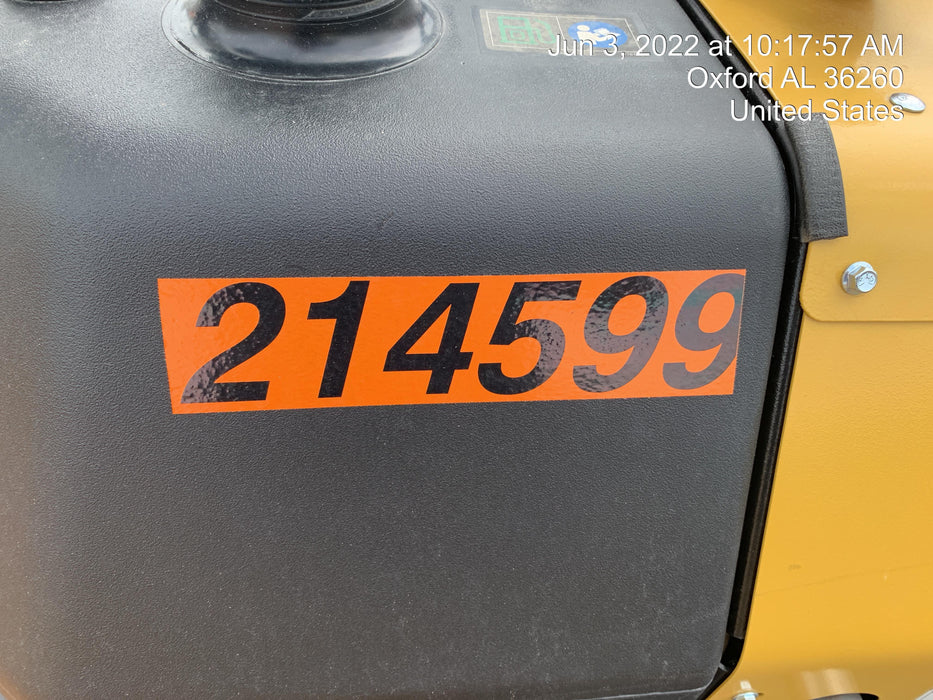 Jun 3, 2022 at 10:17:57 AM
Oxford AL 36260
United States
214599